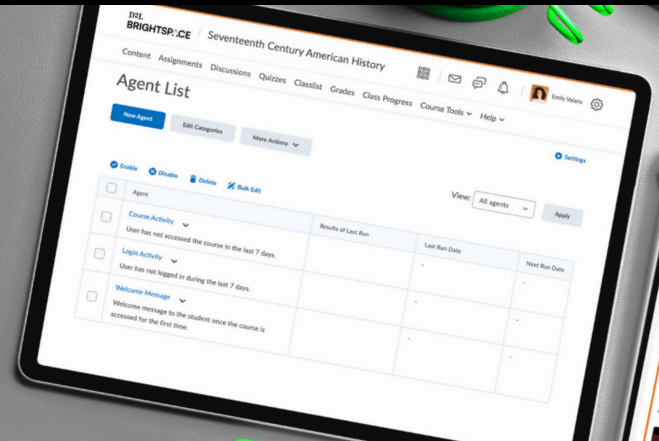 D2L
BRIGHTSPACE
Seventeenth Century American History
Emily Valens
Content Assignments Discussions Quizzes Classlist Grades Class Progress Course Tools Help
Agent List
New Agent Edit Categories More Actions
Settings
Enable Disable Delete Bulk Edit
View: All agents Apply
Agent Results of Last Run Last Run Date Next Run Date
Course Activity
User has not accessed the course in the last 7 days.
- -
Login Activity
User has not logged in during the last 7 days.
- -
Welcome Message
Welcome message to the student once the course is
accessed for the first time.
- -